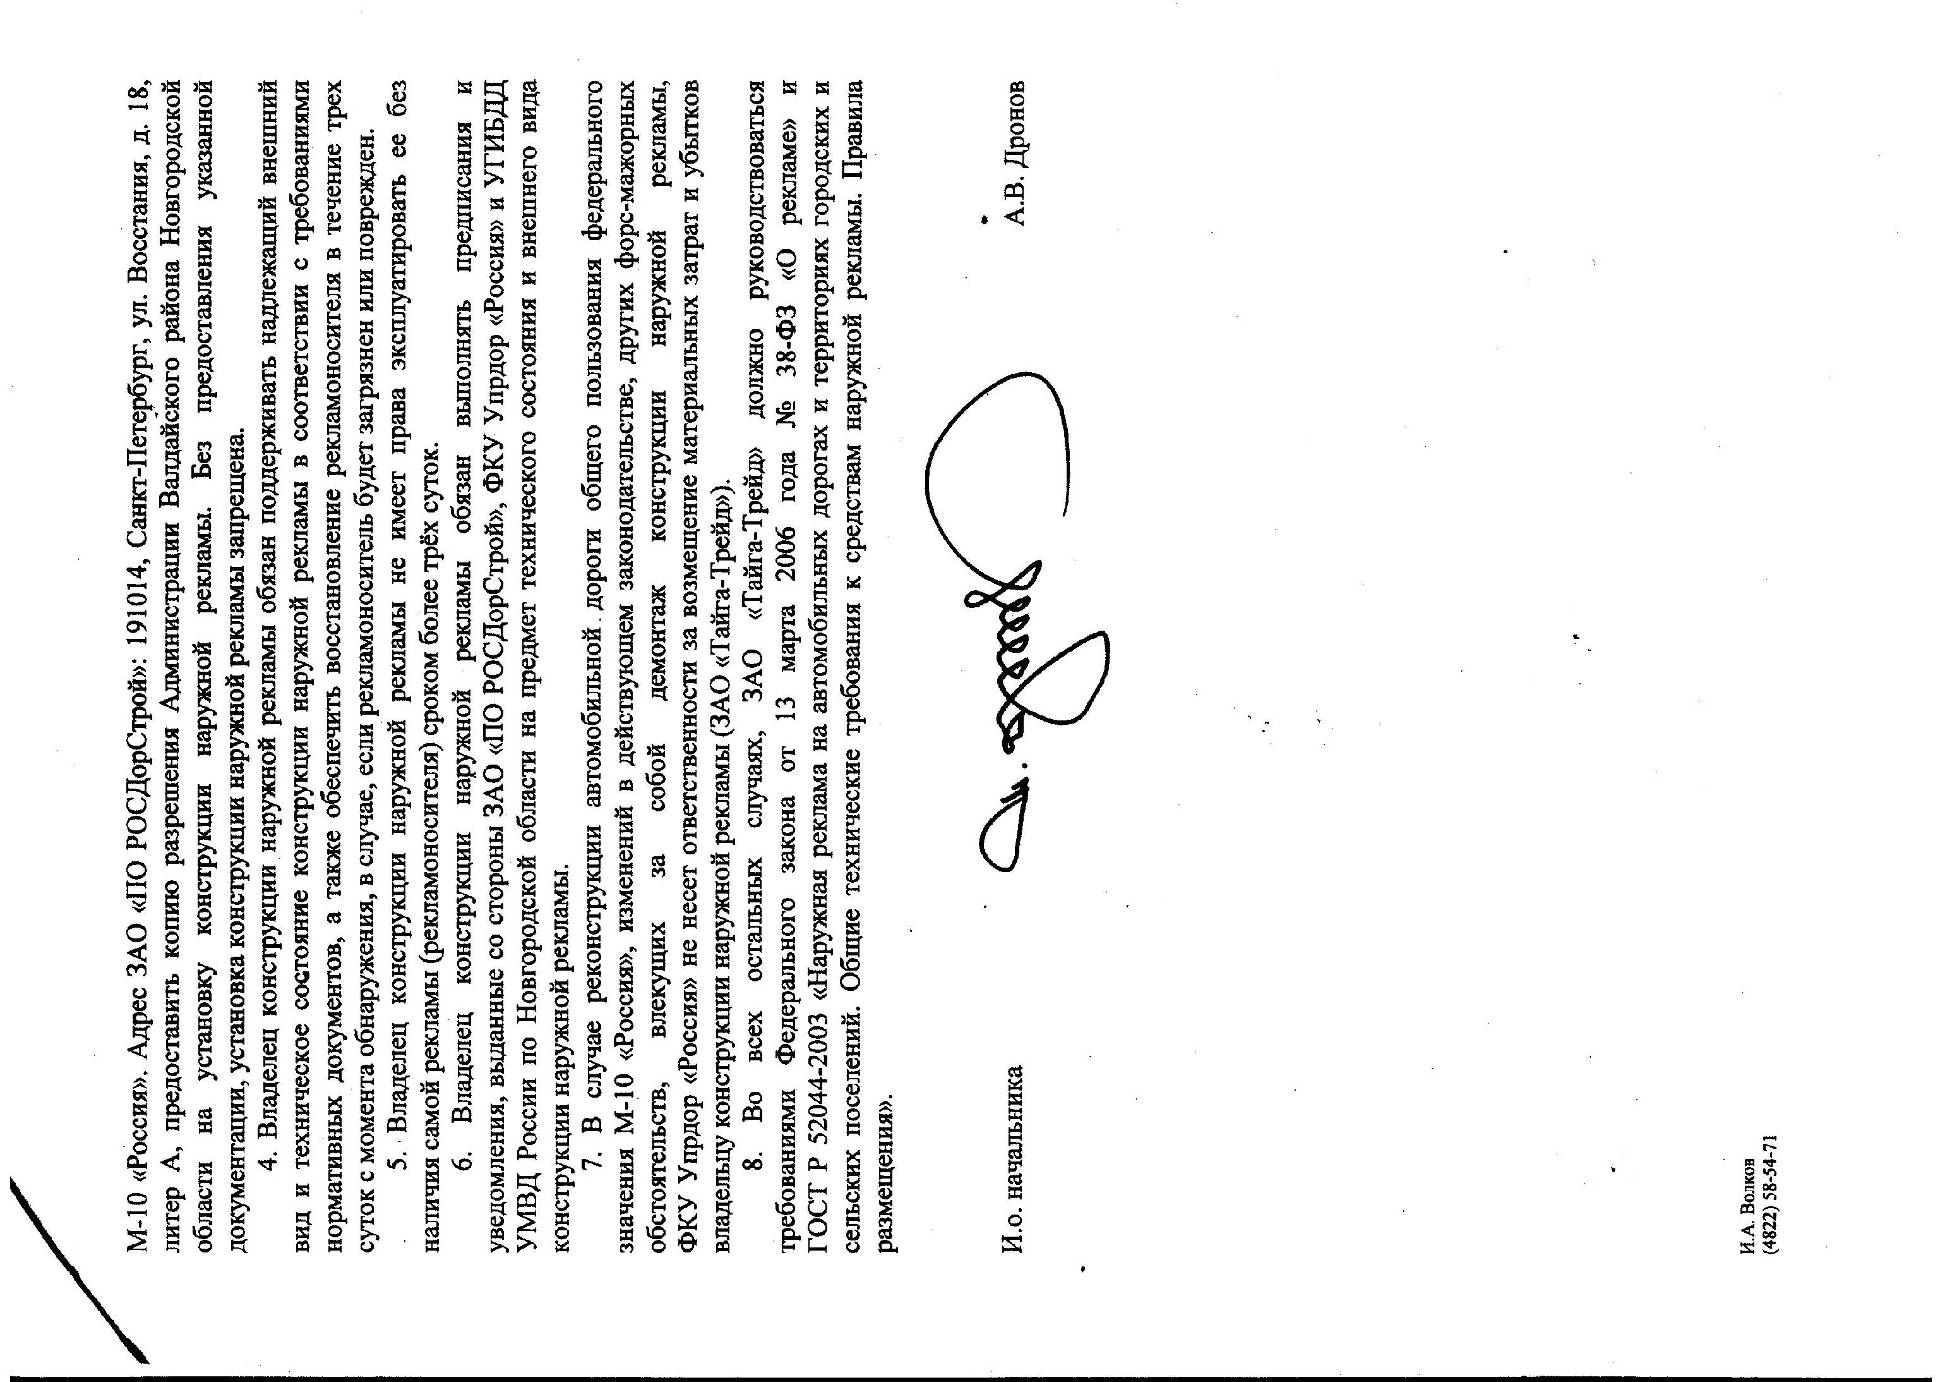 М-10 «Россия». Адрес ЗАО «ПО РОСДорСтрой»: 191014, Санкт-Петербург, ул. Восстания, д. 18,
литер А, предоставить копию разрешения Администрации Валдайского района Новгородской
области на установку конструкции наружной рекламы. Без предоставления указанной
документации, установка конструкции наружной рекламы запрещена.
4. Владелец конструкции наружной рекламы обязан поддерживать надлежащий внешний
вид и техническое состояние конструкции наружной рекламы в соответствии с требованиями
нормативных документов, а также обеспечить восстановление рекламоносителя в течение трех
суток с момента обнаружения, в случае, если рекламоноситель будет загрязнен или поврежден.
5. Владелец конструкции наружной рекламы не имеет права эксплуатировать ее без
наличия самой рекламы (рекламоносителя) сроком более трёх суток.
6. Владелец конструкции наружной рекламы обязан выполнять предписания и
уведомления, выданные со стороны ЗАО «ПО РОСДорСтрой», ФКУ Упрдор «Россия» и УГИБДД
УМВД России по Новгородской области на предмет технического состояния и внешнего вида
конструкции наружной рекламы.
7. В случае реконструкции автомобильной дороги общего пользования федерального
значения М-10 «Россия», изменений в действующем законодательстве, других форс-мажорных
обстоятельств, влекущих за собой демонтаж конструкции наружной рекламы,
ФКУ Упрдор «Россия» не несет ответственности за возмещение материальных затрат и убытков
владельцу конструкции наружной рекламы (ЗАО «Тайга-Трейд»).
8. Во всех остальных случаях, ЗАО «Тайга-Трейд» должно руководствоваться
требованиями Федерального закона от 13 марта 2006 года № 38-ФЗ «О рекламе» и
ГОСТ Р 52044-2003 «Наружная реклама на автомобильных дорогах и территориях городских и
сельских поселений. Общие технические требования к средствам наружной рекламы. Правила
размещения».
И.о. начальника А.В. Дронов
И.А. Волков
(4822) 58-54-71